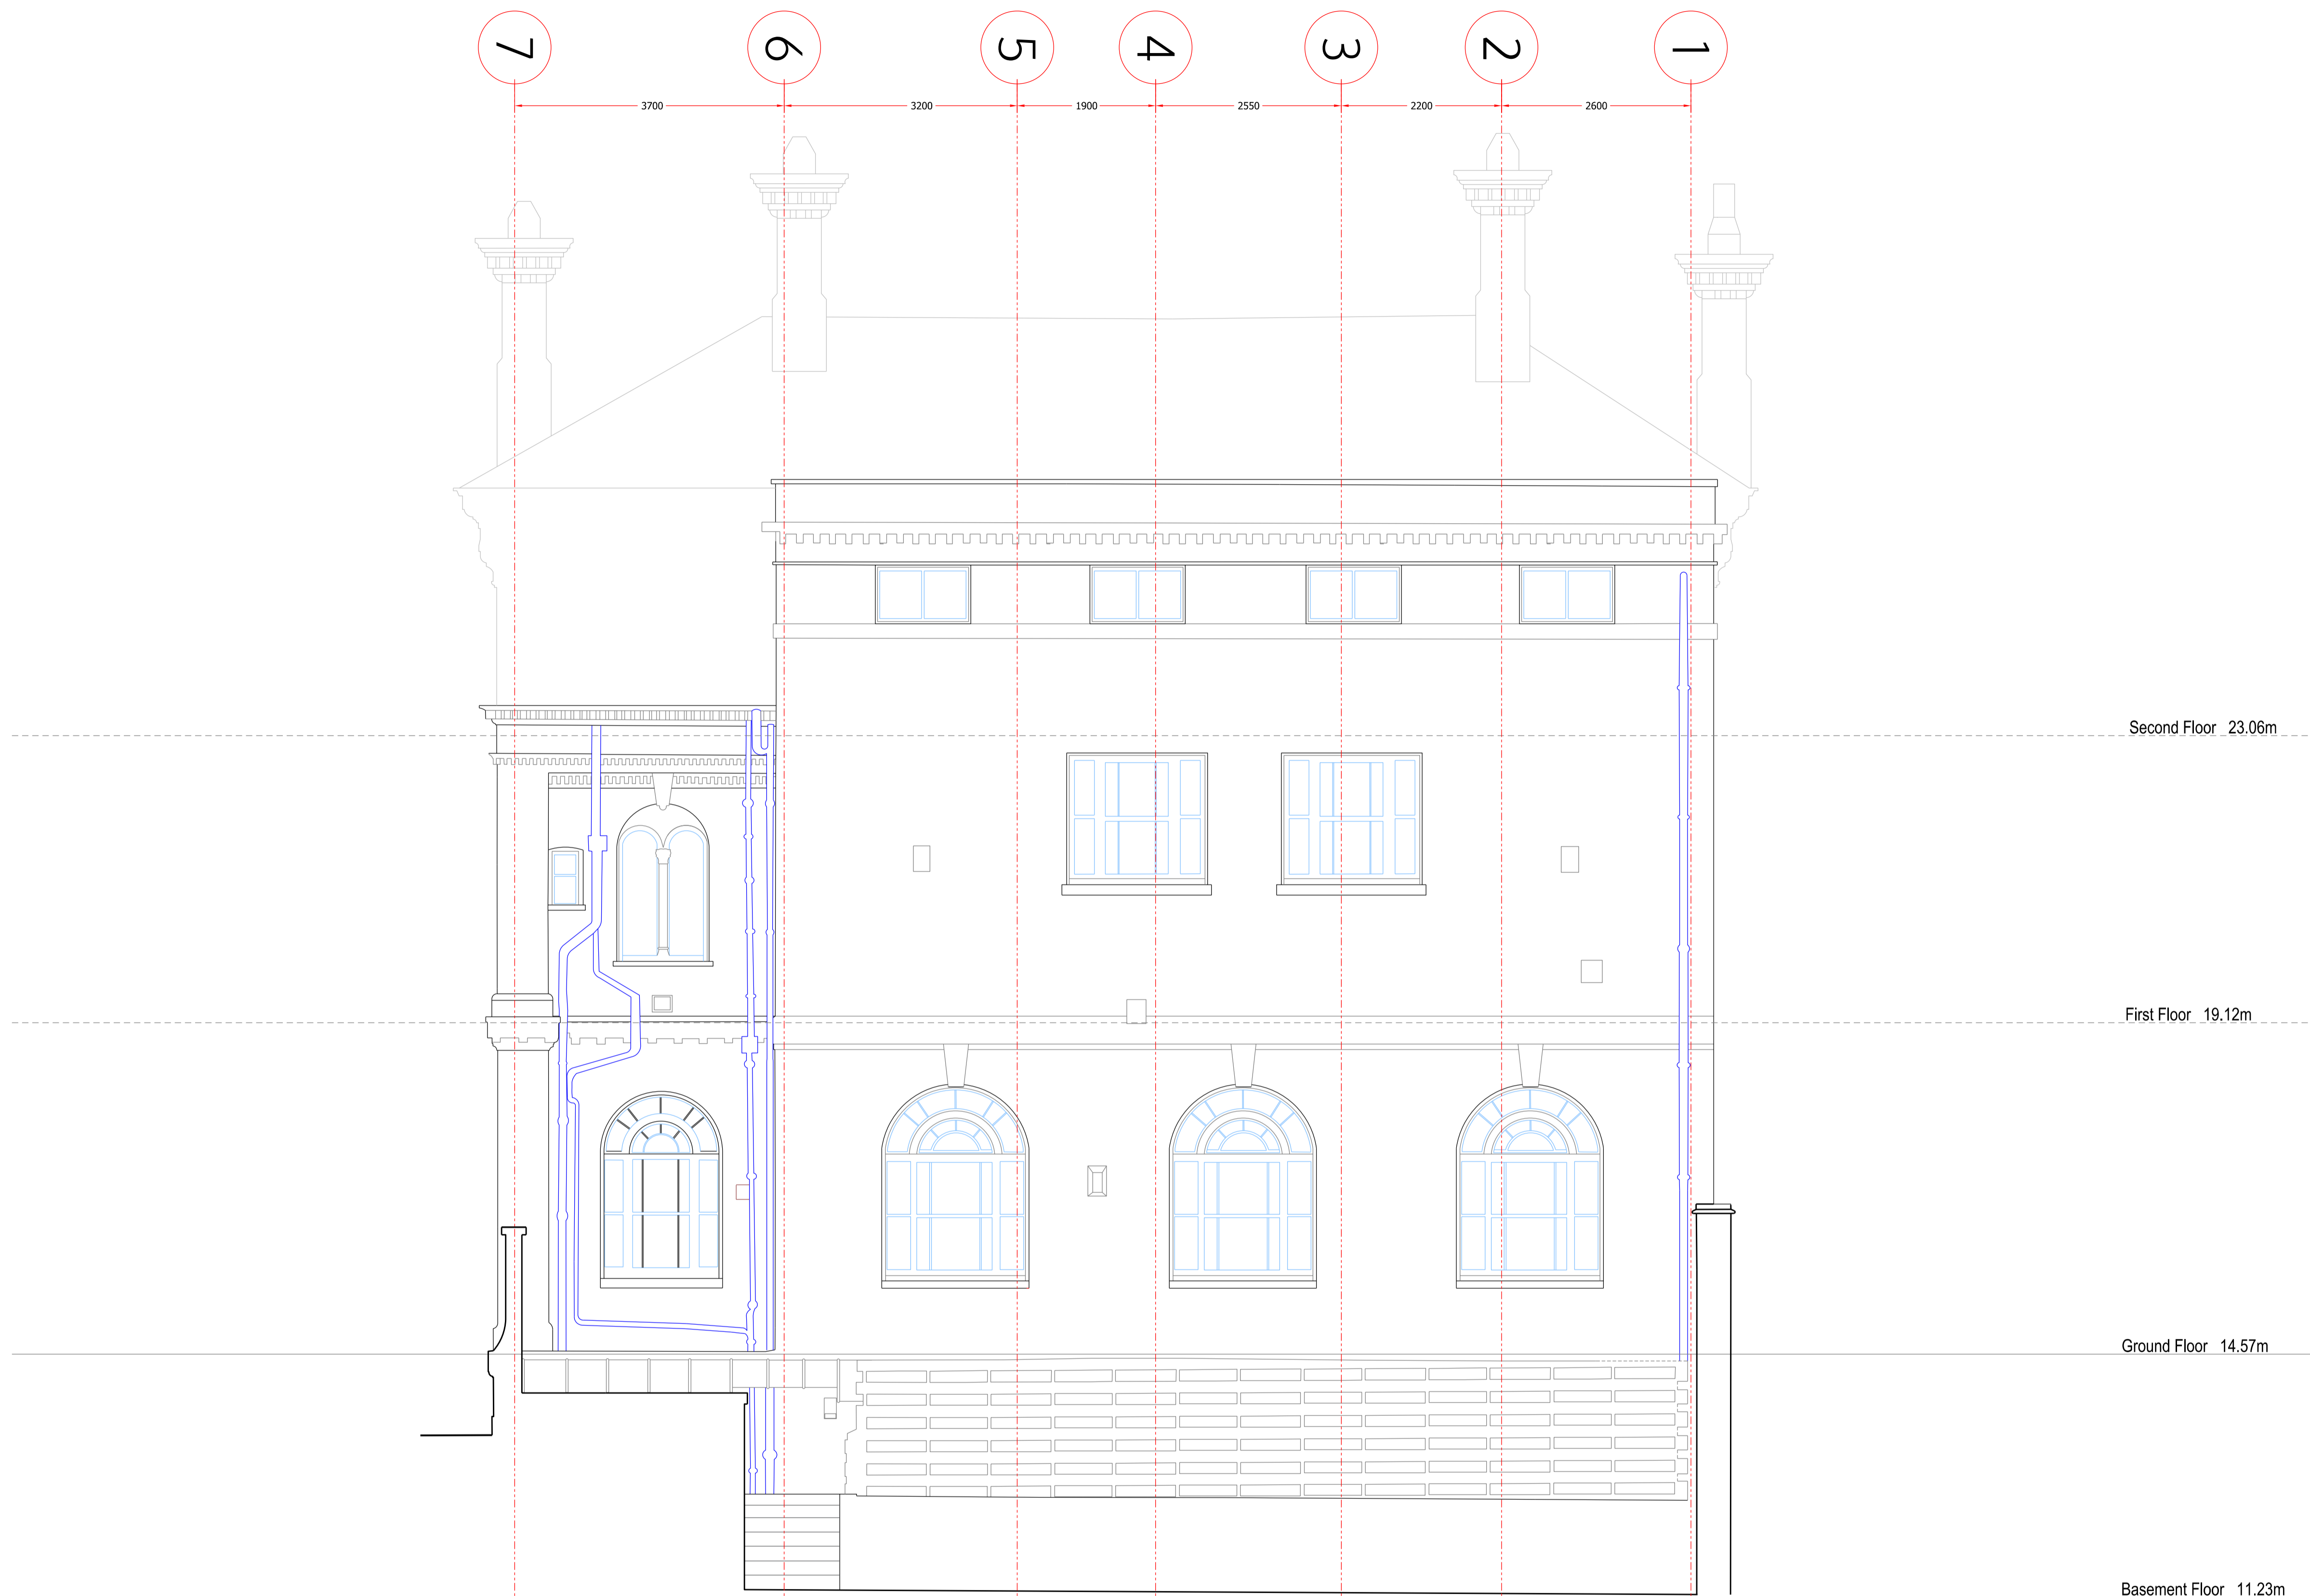 7 6 5 4 3 2 1
3700 3200 1900 2550 2200 2600
Second Floor 23.06m
First Floor 19.12m
Ground Floor 14.57m
Basement Floor 11.23m